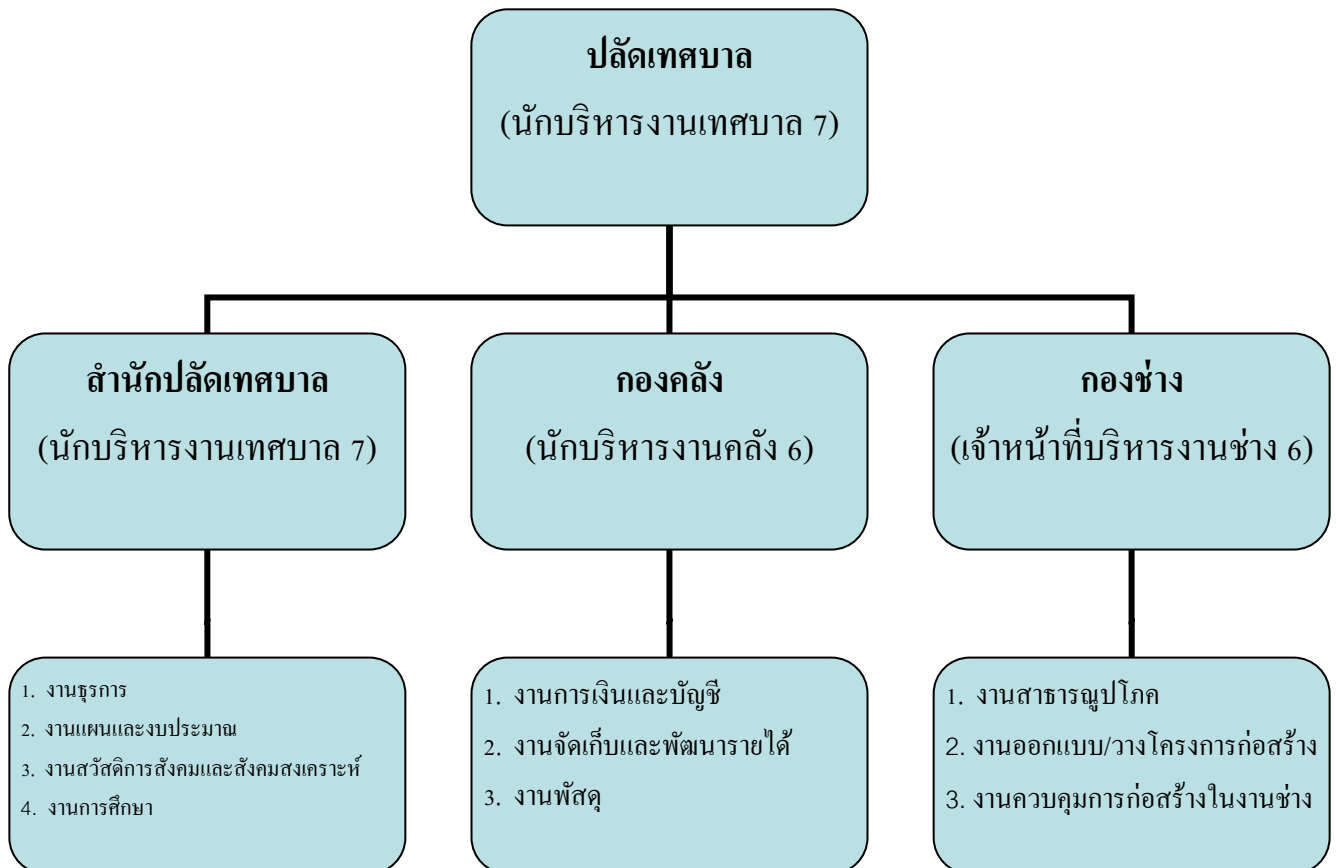 ปลัดเทศบาล
(นักบริหารงานเทศบาล 7)
สำนักปลัดเทศบาล
(นักบริหารงานเทศบาล 7)
กองคลัง
(นักบริหารงานคลัง 6)
กองช่าง
(เจ้าหน้าที่บริหารงานช่าง 6)
1. งานธุรการ
2. งานแผนและงบประมาณ
3. งานสวัสดิการสังคมและสังคมสงเคราะห์
4. งานการศึกษา
1. งานการเงินและบัญชี
2. งานจัดเก็บและพัฒนารายได้
3. งานพัสดุ
1. งานสาธารณูปโภค
2. งานออกแบบ/วางโครงการก่อสร้าง
3. งานควบคุมการก่อสร้างในงานช่าง